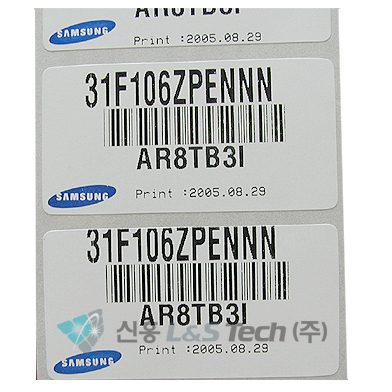 AR8TB3I
SAMSUNG
Print :2005.08.29
31F106ZPENNN
AR8TB3I
SAMSUNG
Print :2005.08.29
31F106ZPENNN
AR8TB3I
신흥 L&S Tech (주)
SAMSUNG
Print :2005.08.29